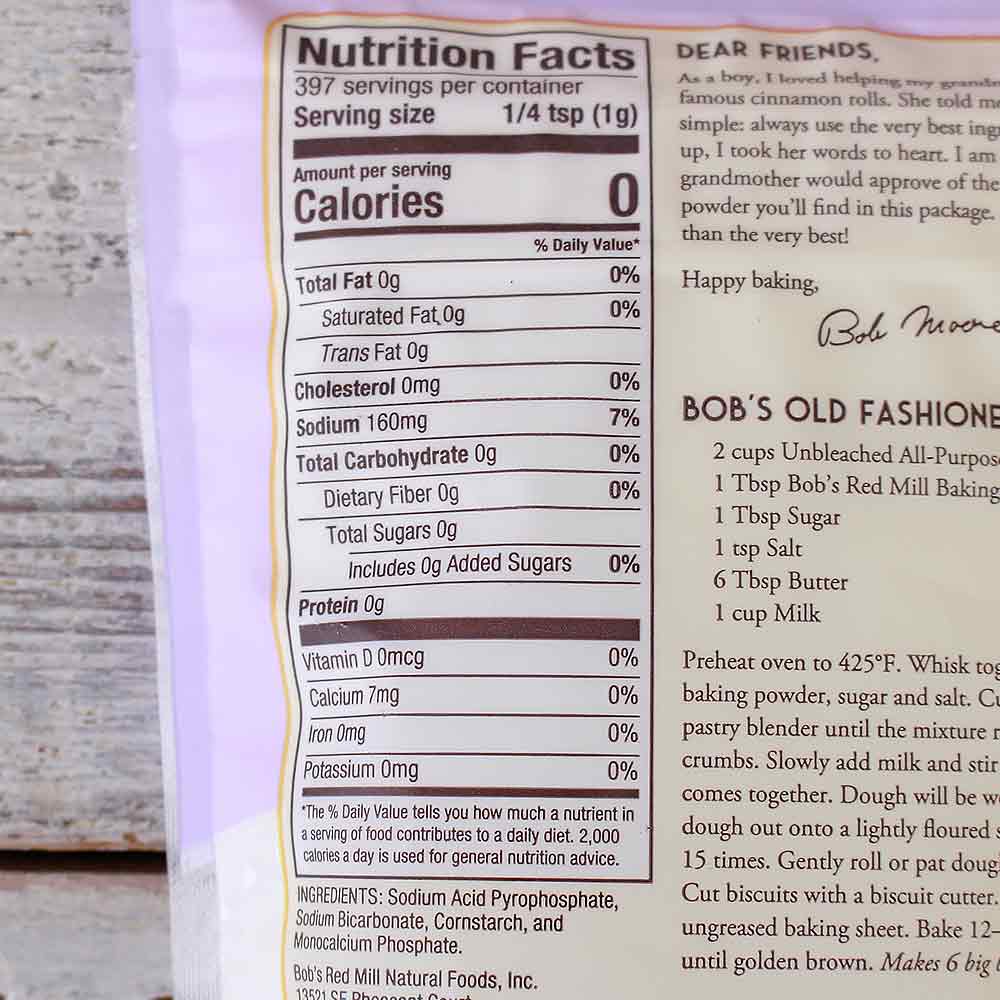 Nutrition Facts
397 servings per container
Serving size 1/4 tsp (1g)
Amount per serving
Calories 0
% Daily Value*
Total Fat 0g 0%
Saturated Fat 0g 0%
Trans Fat 0g
Cholesterol 0mg 0%
Sodium 160mg 7%
Total Carbohydrate 0g 0%
Dietary Fiber 0g 0%
Total Sugars 0g
Includes 0g Added Sugars 0%
Protein 0g
Vitamin D 0mcg 0%
Calcium 7mg 0%
Iron 0mg 0%
Potassium 0mg 0%
*The % Daily Value tells you how much a nutrient in
a serving of food contributes to a daily diet. 2,000
calories a day is used for general nutrition advice.
INGREDIENTS: Sodium Acid Pyrophosphate,
Sodium Bicarbonate, Cornstarch, and
Monocalcium Phosphate.
Bob's Red Mill Natural Foods, Inc.
13521 SE Pheasant Court
DEAR FRIENDS,
As a boy, I loved helping my
famous cinnamon rolls. She told
simple: always use the very best
up, I took her words to heart. I am
grandmother would approve of the
powder you'll find in this package.
than the very best!
Happy baking,
Bob Moore
BOB'S OLD FASHIONE
2 cups Unbleached All-Purpos
1 Tbsp Bob's Red Mill Baking
1 Tbsp Sugar
1 tsp Salt
6 Tbsp Butter
1 cup Milk
Preheat oven to 425°F. Whisk tog
baking powder, sugar and salt. Cu
pastry blender until the mixture r
crumbs. Slowly add milk and stir
comes together. Dough will be w
dough out onto a lightly floured s
15 times. Gently roll or pat doug
Cut biscuits with a biscuit cutter.
ungreased baking sheet. Bake 12–
until golden brown. Makes 6 big